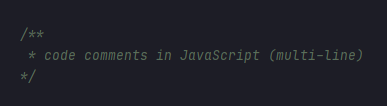 /**
 * code comments in JavaScript (multi-line)
*/